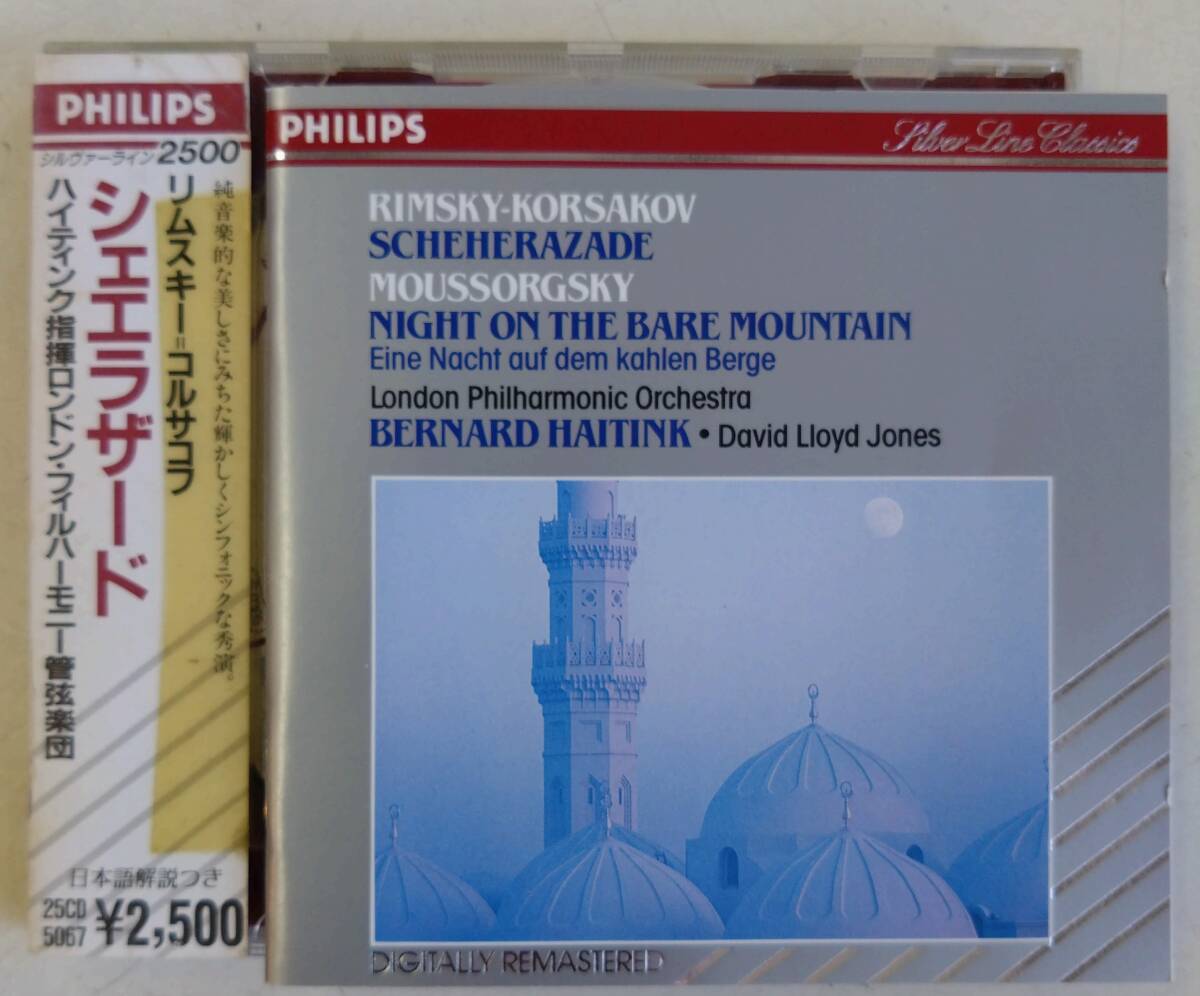 PHILIPS
シルヴァーライン2500
純音楽的な美しさにみちた輝かしくシンフォニックな秀演。
リムスキー=コルサコフ
シェエラザード
ハイティンク指揮ロンドン・フィルハーモニー管弦楽団
日本語解説つき
25CD
5067
¥2,500
PHILIPS
Silver Line Classics
RIMSKY-KORSAKOV
SCHEHERAZADE
MOUSSORGSKY
NIGHT ON THE BARE MOUNTAIN
Eine Nacht auf dem kahlen Berge
London Philharmonic Orchestra
BERNARD HAITINK • David Lloyd Jones
DIGITALLY REMASTERED